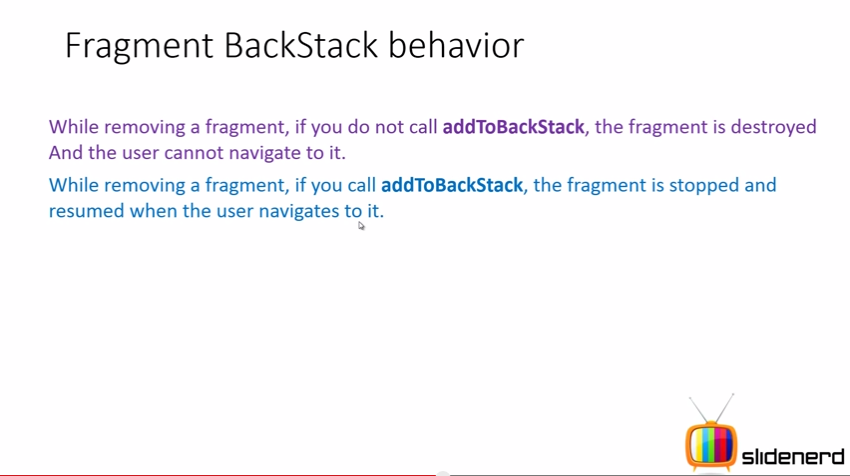 Fragment BackStack behavior
While removing a fragment, if you do not call addToBackStack, the fragment is destroyed
And the user cannot navigate to it.
While removing a fragment, if you call addToBackStack, the fragment is stopped and
resumed when the user navigates to it.
slidenerd